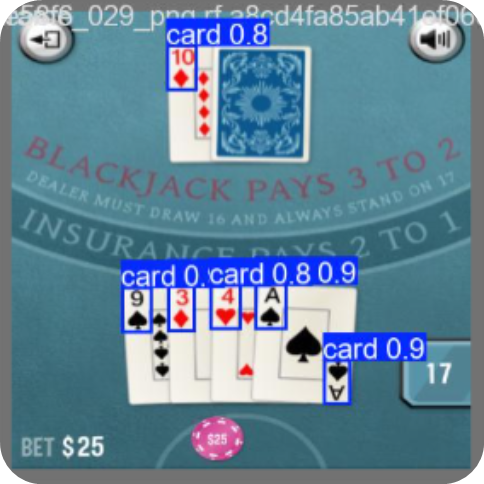 card 0.8
10
BLACKJACK PAYS 3 TO 2
DEALER MUST DRAW 16 AND ALWAYS STAND ON 17
INSURANCE PAYS 2 TO 1
card 0. card 0.8 0.9
9 3 4 A
card 0.9
A
17
$25
BET $25